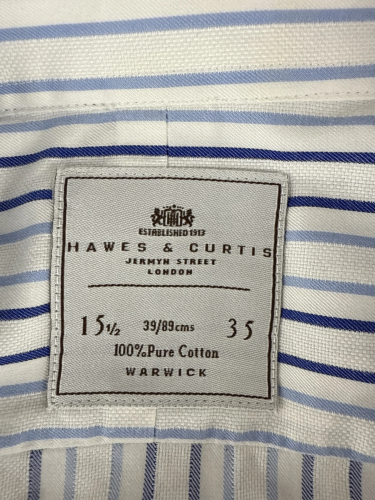 ESTABLISHED 1913
HAWES & CURTIS
JERMYN STREET
LONDON
15½ 39/89cms 35
100%Pure Cotton
WARWICK